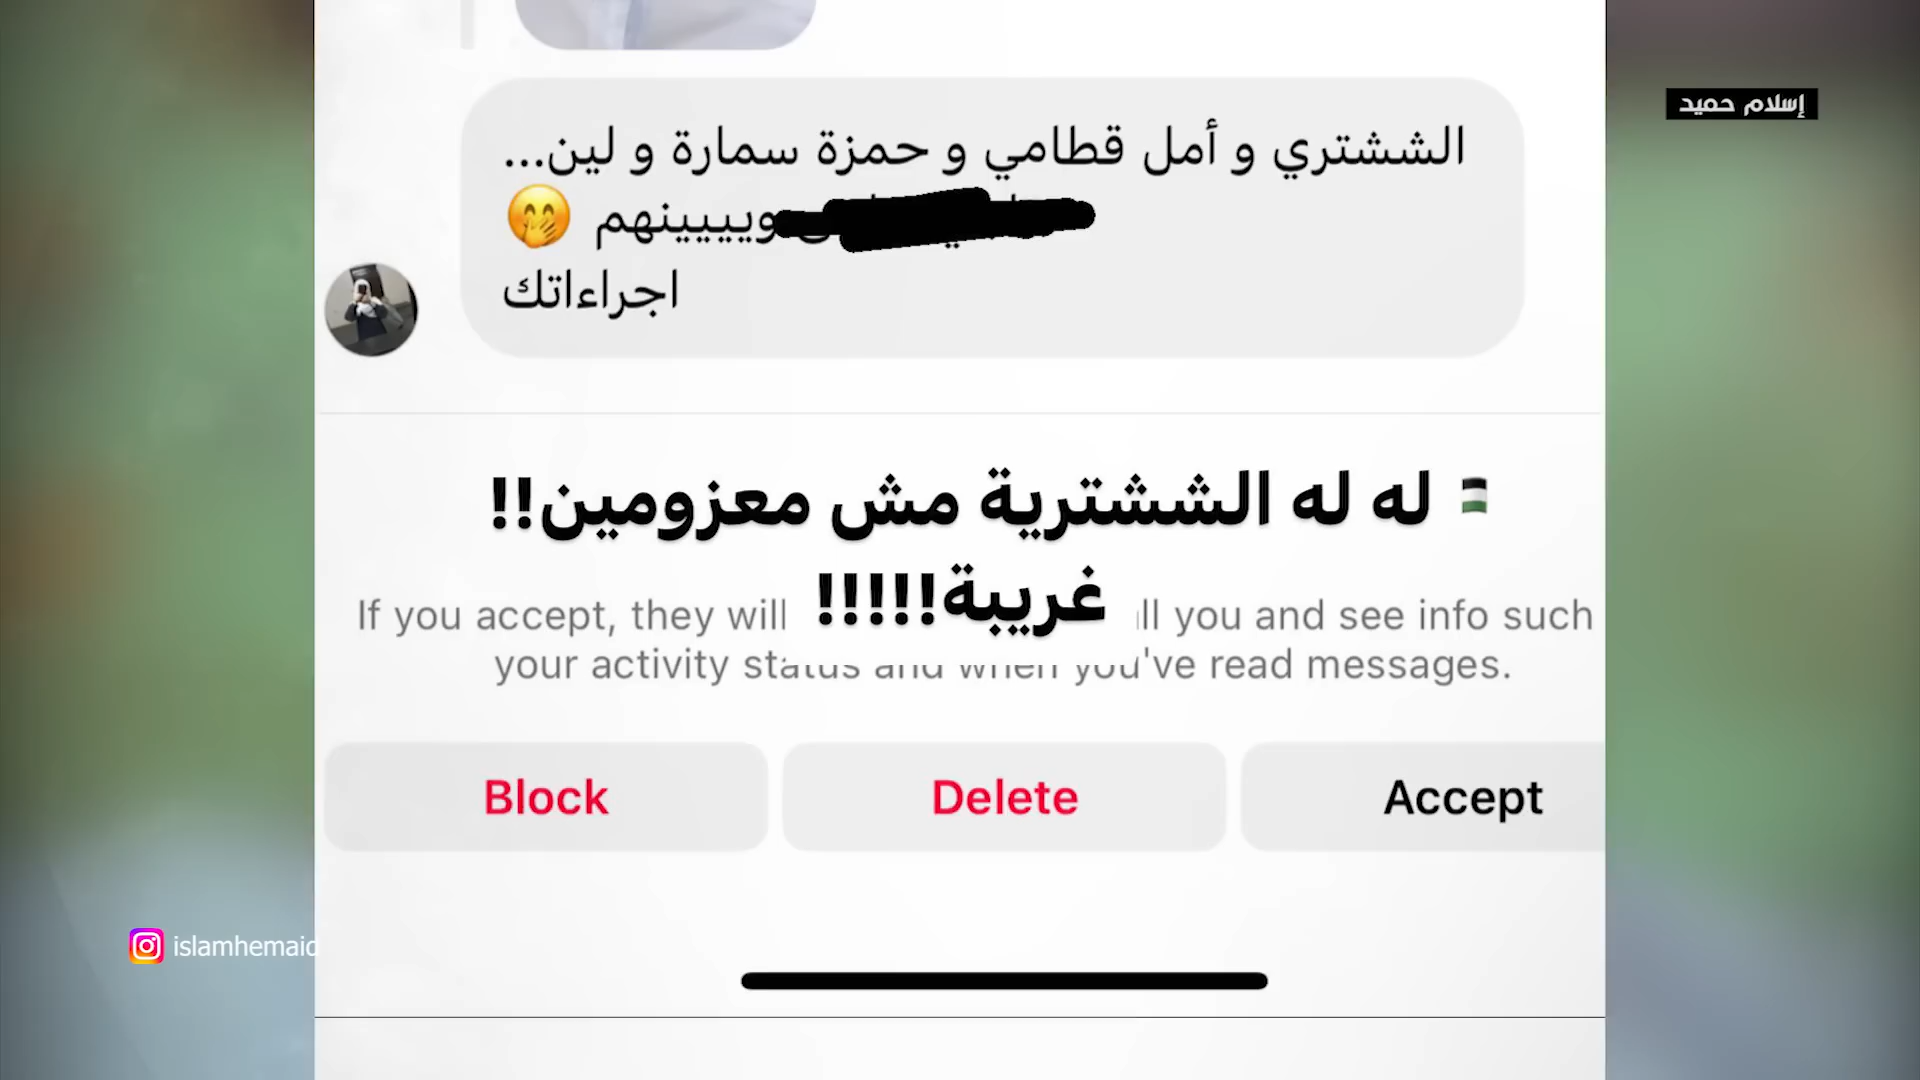 إسلام حميد
الششتري و أمل قطامي و حمزة سمارة و لين...
وييييينهم 🤭
اجراءاتك
له له الششترية مش معزومين!!
غريبة!!!!!
If you accept, they will ll you and see info such
your activity status and when you've read messages.
Block
Delete
Accept
islamhemaid